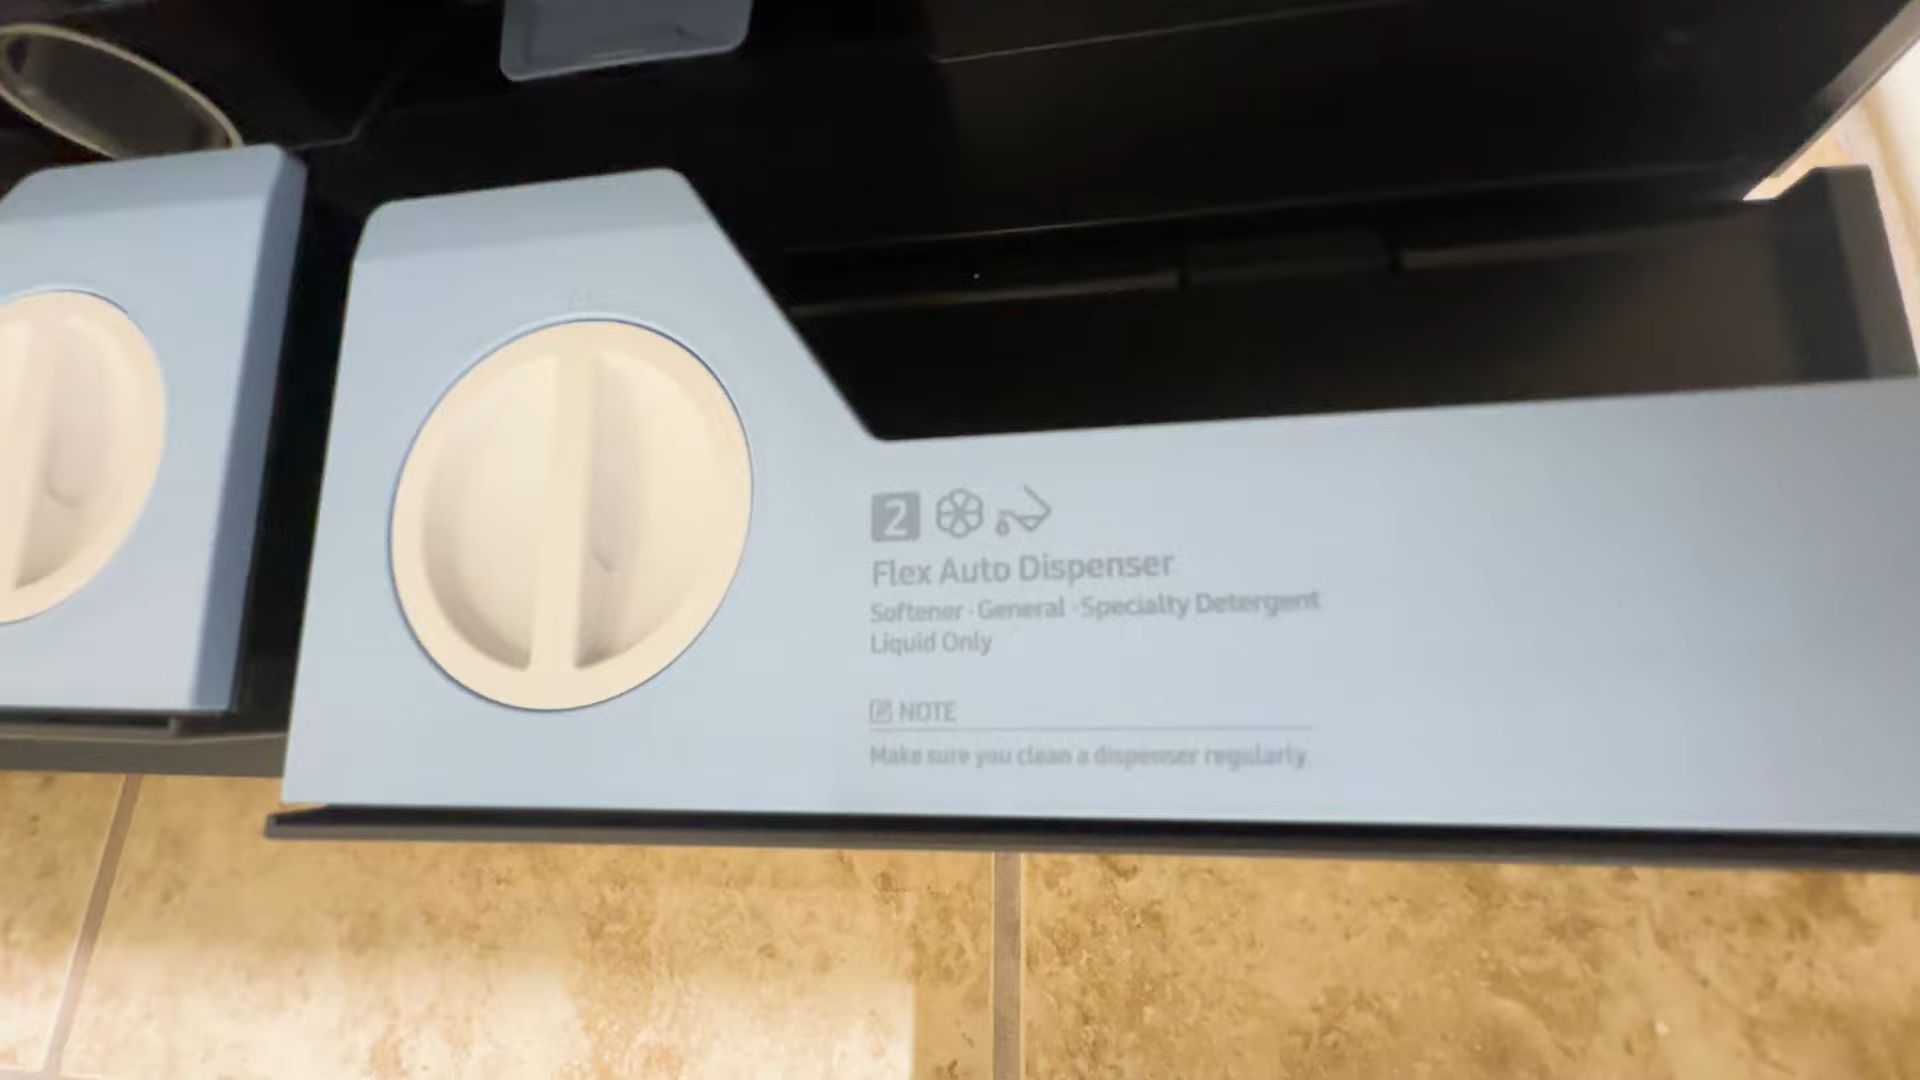 2
Flex Auto Dispenser
Softener · General · Specialty Detergent
Liquid Only
NOTE
Make sure you clean a dispenser regularly.